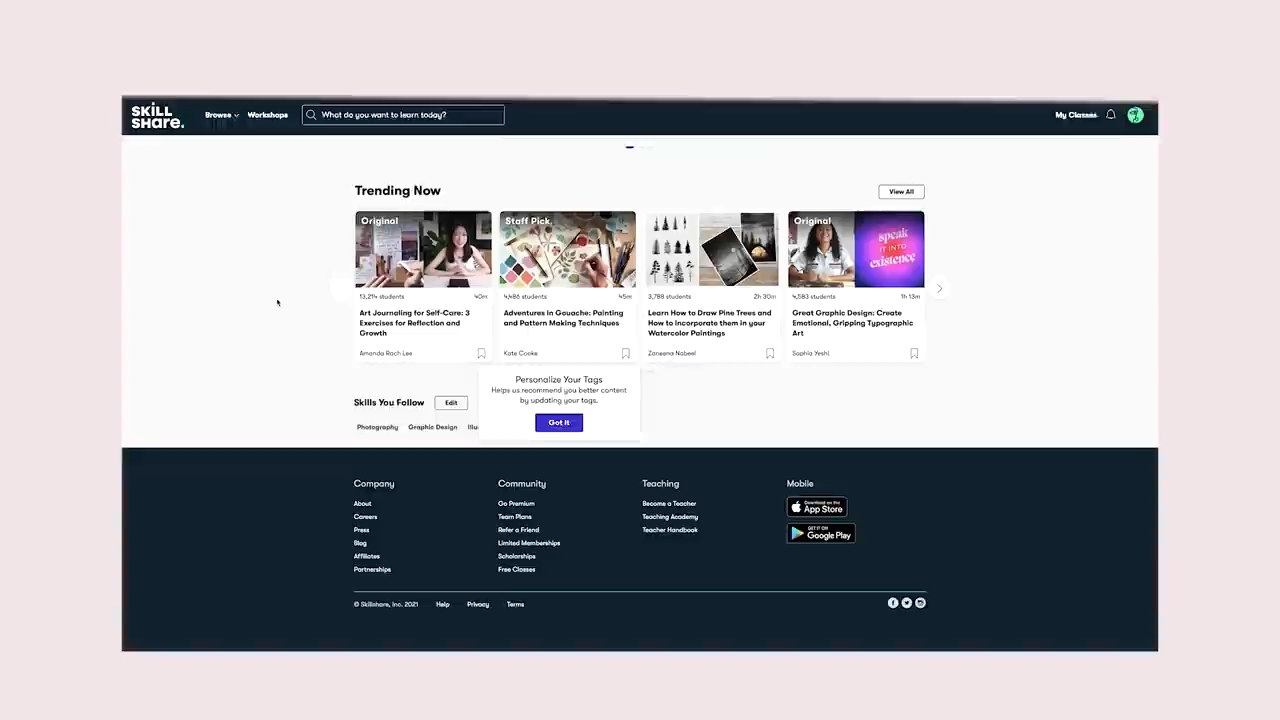 SKILL
SHare.
Browse
Workshops
What do you want to learn today?
My Classes
Trending Now
View All
Original
Staff Pick.
Original
speak
IT INTO
existence
13,214 students
40m
4,486 students
45m
3,788 students
2h 30m
4,583 students
1h 13m
Art Journaling for Self-Care: 3
Exercises for Reflection and
Growth
Adventures in Gouache: Painting
and Pattern Making Techniques
Learn How to Draw Pine Trees and
How to incorporate them in your
Watercolor Paintings
Great Graphic Design: Create
Emotional, Gripping Typographic
Art
Amanda Rach Lee
Kate Cooke
Zaneena Nabeel
Sophia Yeshi
Personalize Your Tags
Helps us recommend you better content
by updating your tags.
Got It
Skills You Follow
Edit
Photography
Graphic Design
Illu
Company
About
Careers
Press
Blog
Affiliates
Partnerships
Community
Go Premium
Team Plans
Refer a Friend
Limited Memberships
Scholarships
Free Classes
Teaching
Become a Teacher
Teaching Academy
Teacher Handbook
Mobile
Download on the
App Store
GET IT ON
Google Play
© Skillshare, Inc. 2021
Help
Privacy
Terms